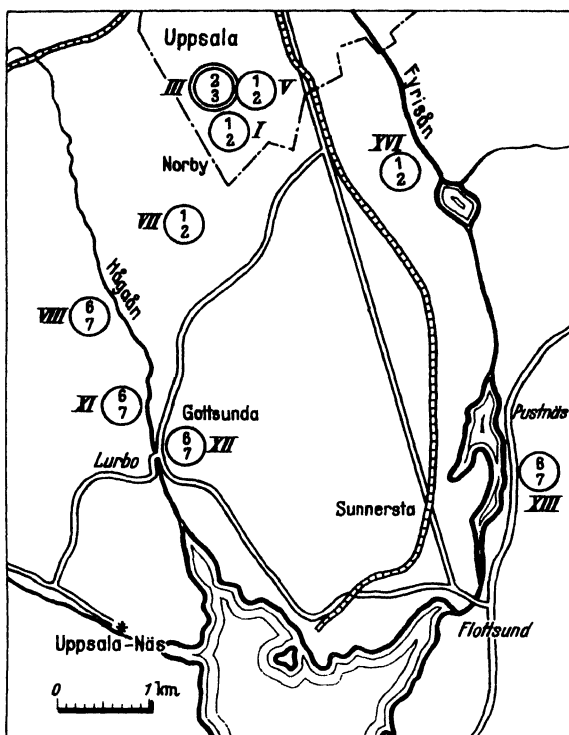 Uppsala
III 2 3
1 2 V
1 2 I
Norby
Fyrisån
XVI
1 2
VII 1 2
Hågaån
VIII 6 7
XI 6 7
Gottsunda
Pustnäs
Lurbo
6 7 XII
6 7
XIII
Sunnersta
Flottsund
Uppsala-Näs
0 1 km